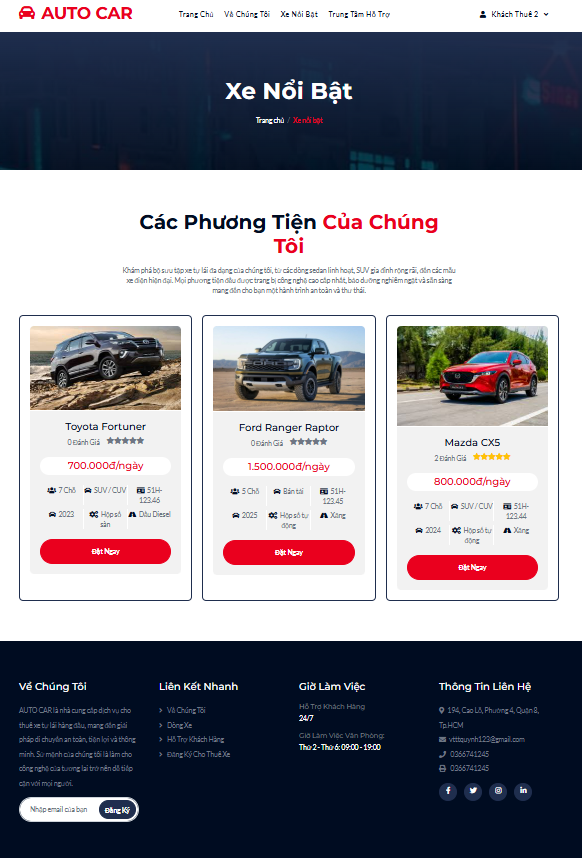 AUTO CAR
Trang Chủ Về Chúng Tôi Xe Nổi Bật Trung Tâm Hỗ Trợ
Khách Thuê 2
Xe Nổi Bật
Trang chủ / Xe nổi bật
Các Phương Tiện Của Chúng
Tôi
Khám phá bộ sưu tập xe tự lái đa dạng của chúng tôi, từ các dòng sedan linh hoạt, SUV gia đình rộng rãi, đến các mẫu
xe điện hiện đại. Mọi phương tiện đều được trang bị công nghệ cao cấp nhất, bảo dưỡng nghiêm ngặt và sẵn sàng
mang đến cho bạn một hành trình an toàn và thư thái.
Toyota Fortuner
0 Đánh Giá
700.000đ/ngày
7 Chỗ SUV / CUV 51H-
123.46
2023 Hộp số Dầu Diesel
sàn
Đặt Ngay
Ford Ranger Raptor
0 Đánh Giá
1.500.000đ/ngày
5 Chỗ Bán tải 51H-
122.45
2025 Hộp số tự Xăng
động
Đặt Ngay
Mazda CX5
2 Đánh Giá
800.000đ/ngày
7 Chỗ SUV / CUV 51H-
123.44
2024 Hộp số tự Xăng
động
Đặt Ngay
Về Chúng Tôi
AUTO CAR là nhà cung cấp dịch vụ cho
thuê xe tự lái hàng đầu, mang đến giải
pháp di chuyển an toàn, tiện lợi và thông
minh. Sứ mệnh của chúng tôi là làm cho
công nghệ của tương lai trở nên dễ tiếp
cận với mọi người.
Nhập email của bạn Đăng Ký
Liên Kết Nhanh
Về Chúng Tôi
Dòng Xe
Hỗ Trợ Khách Hàng
Đăng Ký Cho Thuê Xe
Giờ Làm Việc
Hỗ Trợ Khách Hàng
24/7
Giờ Làm Việc Văn Phòng:
Thứ 2 - Thứ 6: 09:00 - 19:00
Thông Tin Liên Hệ
194, Cao Lỗ, Phường 4, Quận 8,
Tp.HCM
vtttquynh123@gmail.com
0366741245
0366741245